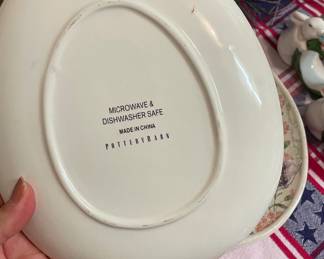 MICROWAVE &
DISHWASHER SAFE
MADE IN CHINA
POTTERYBARN